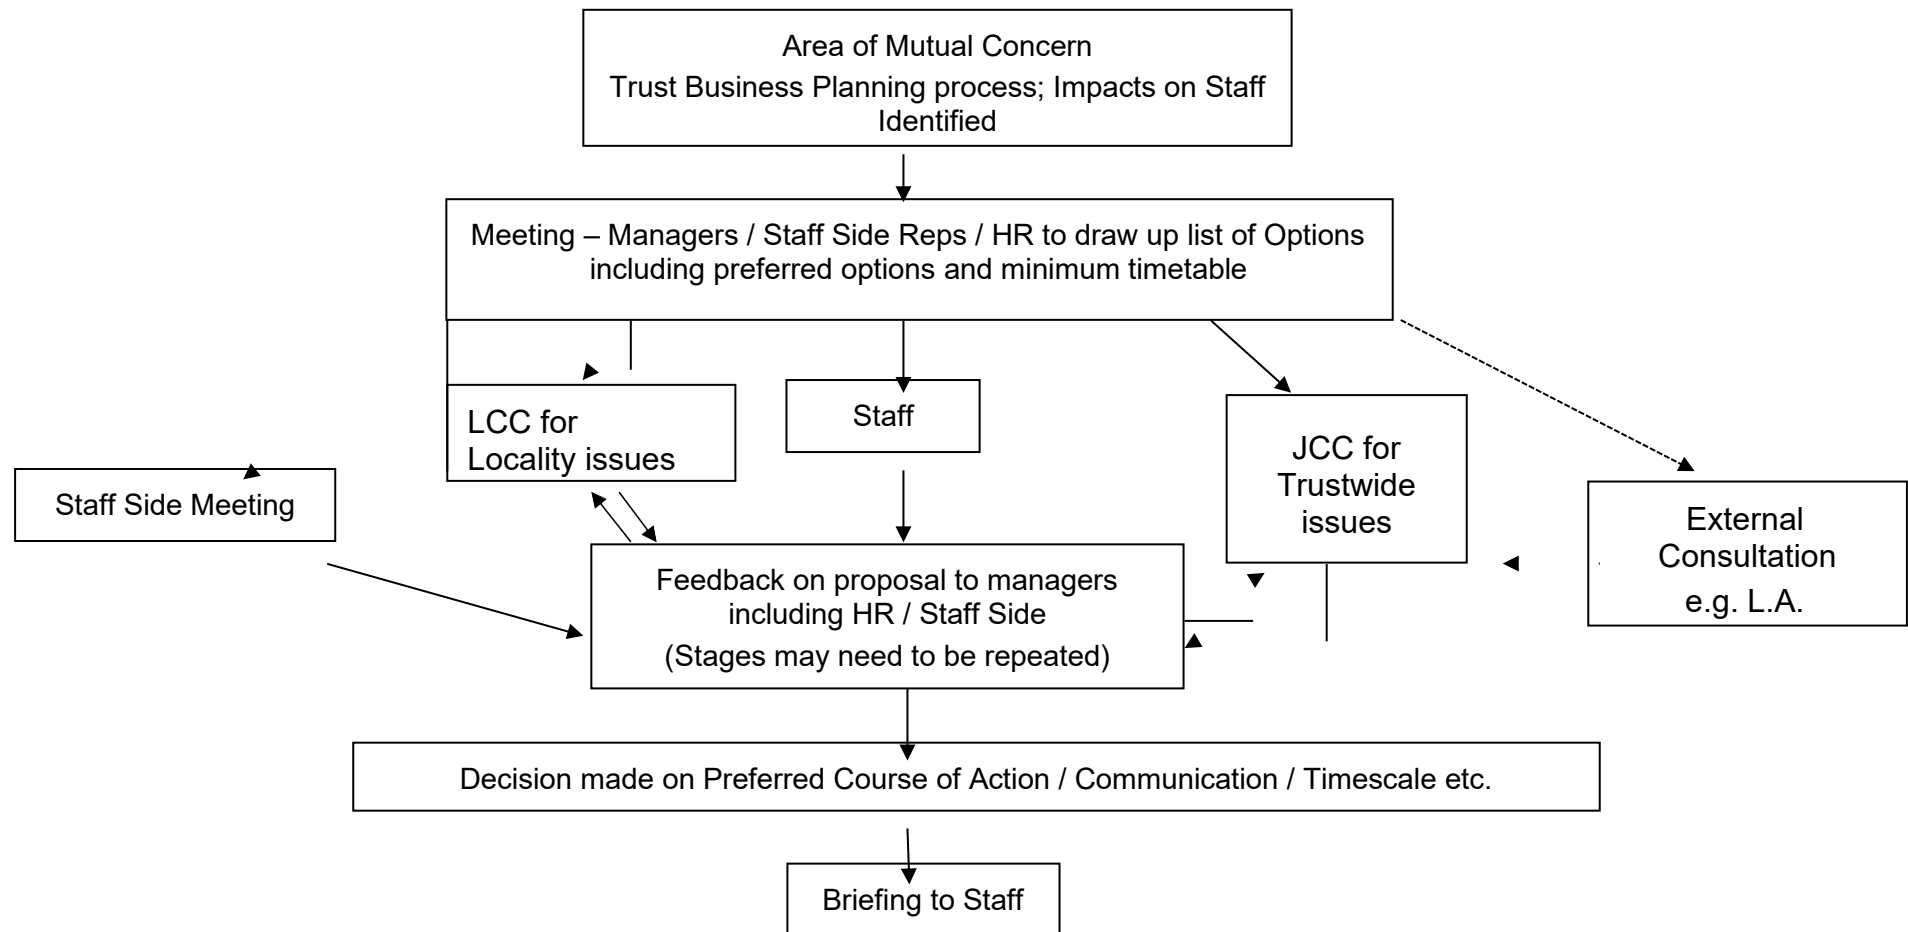 Area of Mutual Concern
Trust Business Planning process; Impacts on Staff
Identified
Meeting – Managers / Staff Side Reps / HR to draw up list of Options
including preferred options and minimum timetable
LCC for
Locality issues
Staff
JCC for
Trustwide
issues
Staff Side Meeting
External
Consultation
e.g. L.A.
Feedback on proposal to managers
including HR / Staff Side
(Stages may need to be repeated)
Decision made on Preferred Course of Action / Communication / Timescale etc.
Briefing to Staff